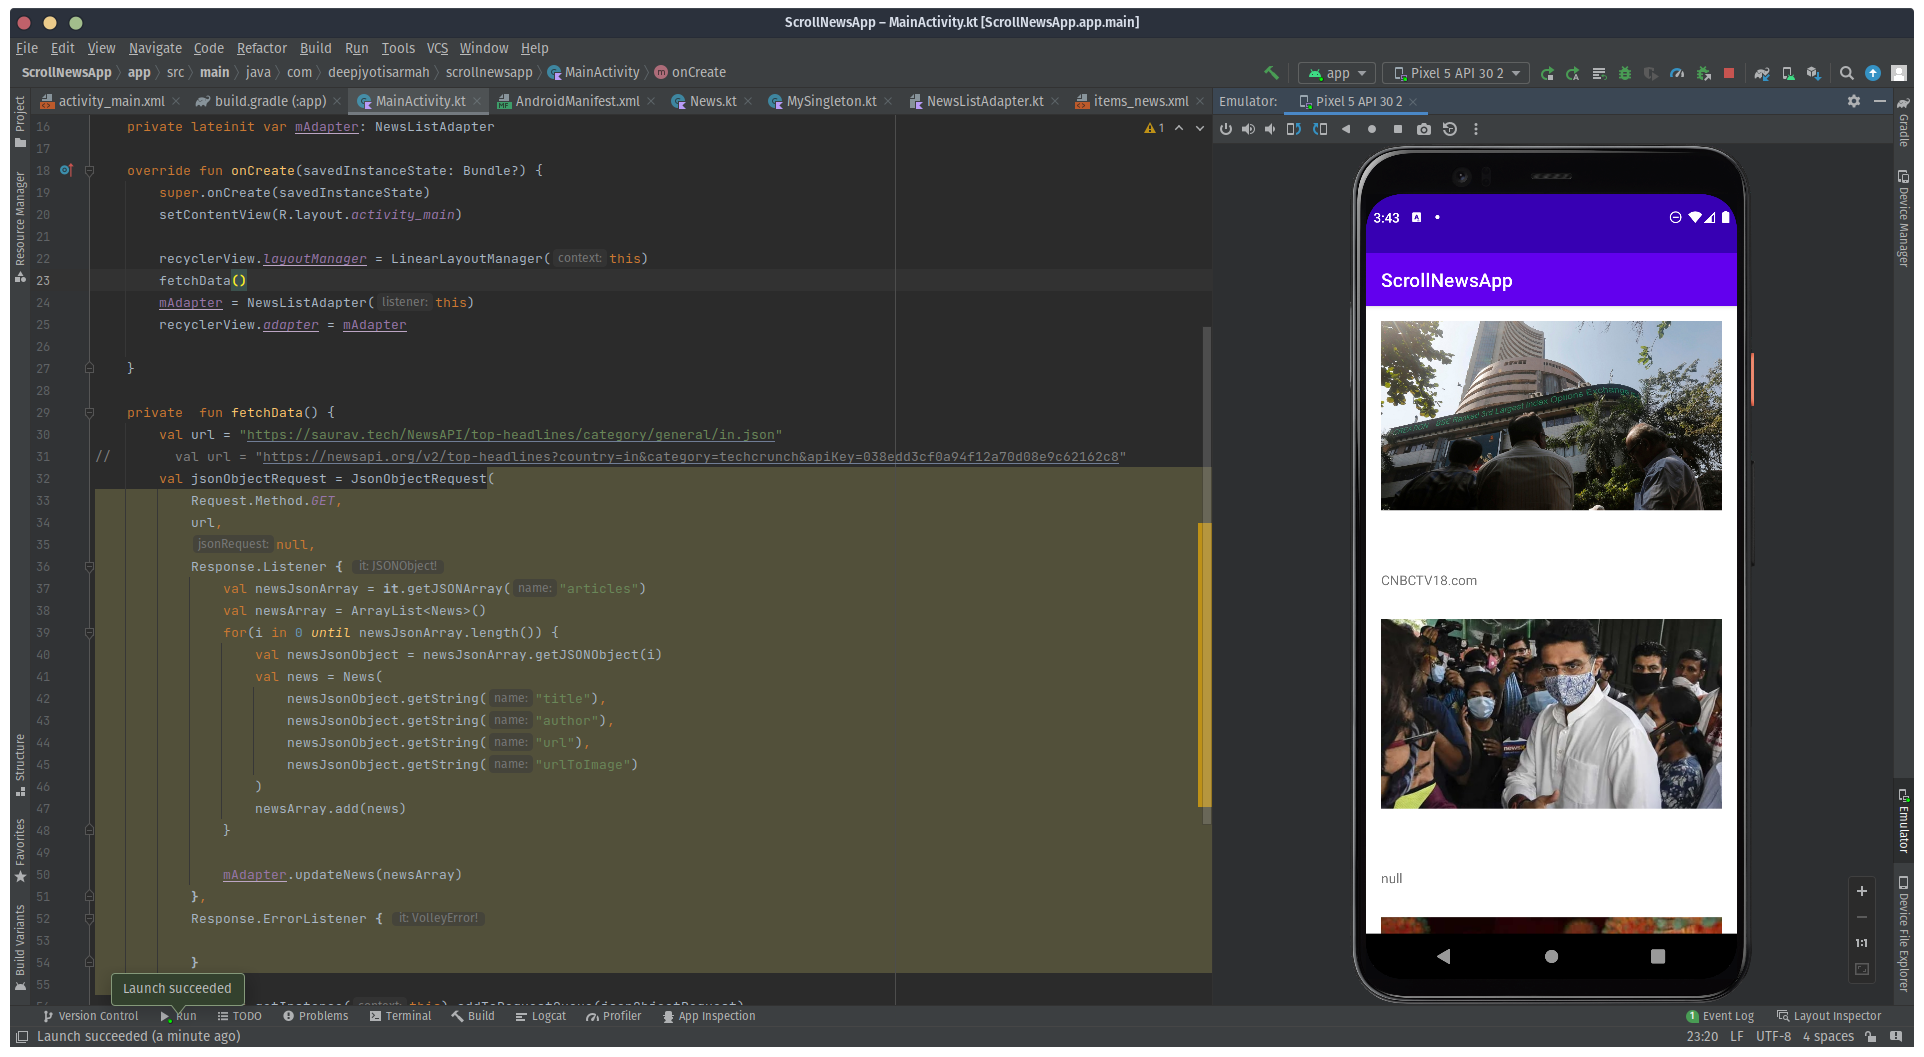 ScrollNewsApp – MainActivity.kt [ScrollNewsApp.app.main]
File Edit View Navigate Code Refactor Build Run Tools VCS Window Help
ScrollNewsApp app src main java com deepjyotisarmah scrollnewsapp MainActivity onCreate
app Pixel 5 API 30 2
activity_main.xml build.gradle (:app) MainActivity.kt AndroidManifest.xml News.kt MySingleton.kt NewsListAdapter.kt items_news.xml
Emulator: Pixel 5 API 30 2
Project
Resource Manager
Structure
Favorites
Build Variants
16 private lateinit var mAdapter: NewsListAdapter
1
17
18 override fun onCreate(savedInstanceState: Bundle?) {
19 super.onCreate(savedInstanceState)
20 setContentView(R.layout.activity_main)
21
22 recyclerView.layoutManager = LinearLayoutManager( context: this)
23 fetchData()
24 mAdapter = NewsListAdapter( listener: this)
25 recyclerView.adapter = mAdapter
26
27 }
28
29 private fun fetchData() {
30 val url = "https://saurav.tech/NewsAPI/top-headlines/category/general/in.json"
31 // val url = "https://newsapi.org/v2/top-headlines?country=in&category=techcrunch&apiKey=038edd3cf0a94f12a70d08e9c62162c8"
32 val jsonObjectRequest = JsonObjectRequest(
33 Request.Method.GET,
34 url,
35 jsonRequest: null,
36 Response.Listener { it: JSONObject!
37 val newsJsonArray = it.getJSONArray( name: "articles")
38 val newsArray = ArrayList<News>()
39 for(i in 0 until newsJsonArray.length()) {
40 val newsJsonObject = newsJsonArray.getJSONObject(i)
41 val news = News(
42 newsJsonObject.getString( name: "title"),
43 newsJsonObject.getString( name: "author"),
44 newsJsonObject.getString( name: "url"),
45 newsJsonObject.getString( name: "urlToImage")
46 )
47 newsArray.add(news)
48 }
49
50 mAdapter.updateNews(newsArray)
51 },
52 Response.ErrorListener { it: VolleyError!
53
54 }
55
Launch succeeded
3:43
ScrollNewsApp
CNBCTV18.com
newsx
null
1:1
Gradle
Device Manager
Emulator
Device File Explorer
Version Control Run TODO Problems Terminal Build Logcat Profiler App Inspection
1 Event Log Layout Inspector
Launch succeeded (a minute ago)
23:20 LF UTF-8 4 spaces